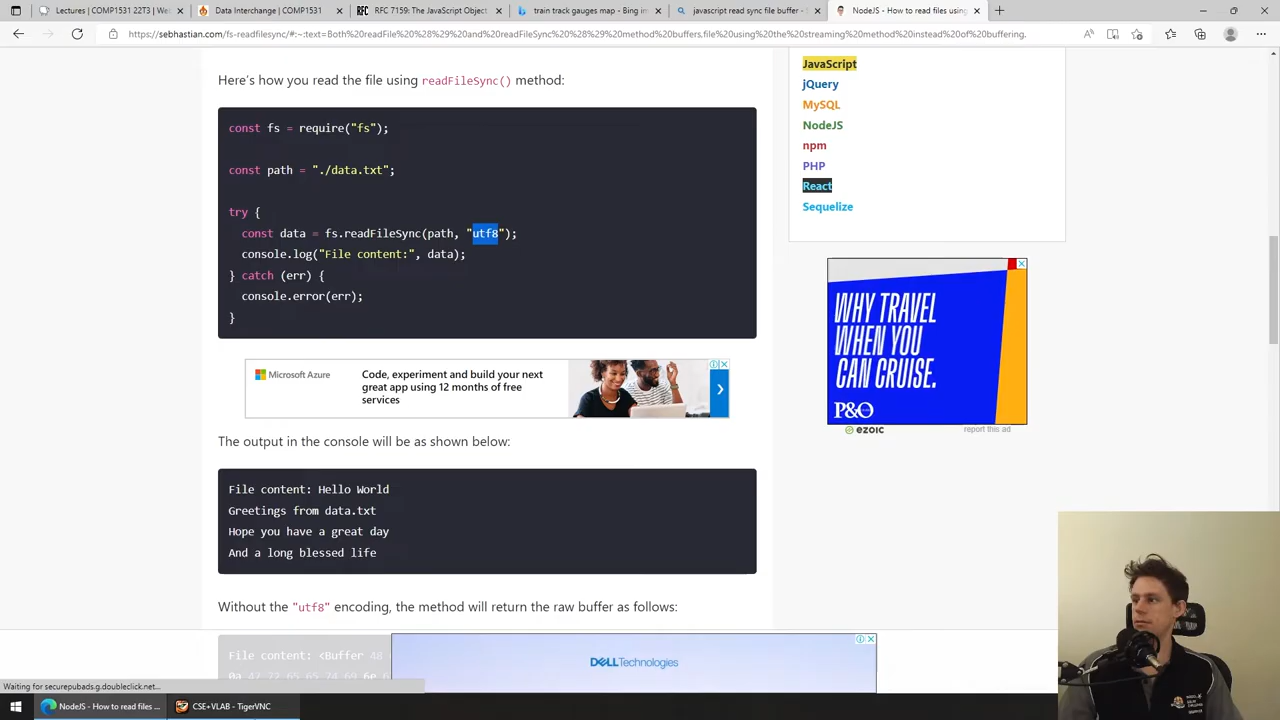 Lectures | COMP1531 22T3 | Web
Data Interchange | COMP1531
RFC 7159: The JavaScript Object
train track gauges map - Bing im
javascript read sync file buffer - S
NodeJS - How to read files using
https://sebhastian.com/fs-readfilesync/#:~:text=Both%20readFile%20%28%29%20and%20readFileSync%20%28%29%20method%20buffers,file%20using%20the%20streaming%20method%20instead%20of%20buffering.
Here's how you read the file using readFileSync() method:
const fs = require("fs");
const path = "./data.txt";
try {
const data = fs.readFileSync(path, "utf8");
console.log("File content:", data);
} catch (err) {
console.error(err);
}
Microsoft Azure
Code, experiment and build your next
great app using 12 months of free
services
The output in the console will be as shown below:
File content: Hello World
Greetings from data.txt
Hope you have a great day
And a long blessed life
Without the "utf8" encoding, the method will return the raw buffer as follows:
File content: <Buffer 48
JavaScript
jQuery
MySQL
NodeJS
npm
PHP
React
Sequelize
WHY TRAVEL
WHEN YOU
CAN CRUISE.
P&O
ezoic
report this ad
DELL Technologies
Waiting for securepubads.g.doubleclick.net...
NodeJS - How to read files ...
CSE+VLAB - TigerVNC